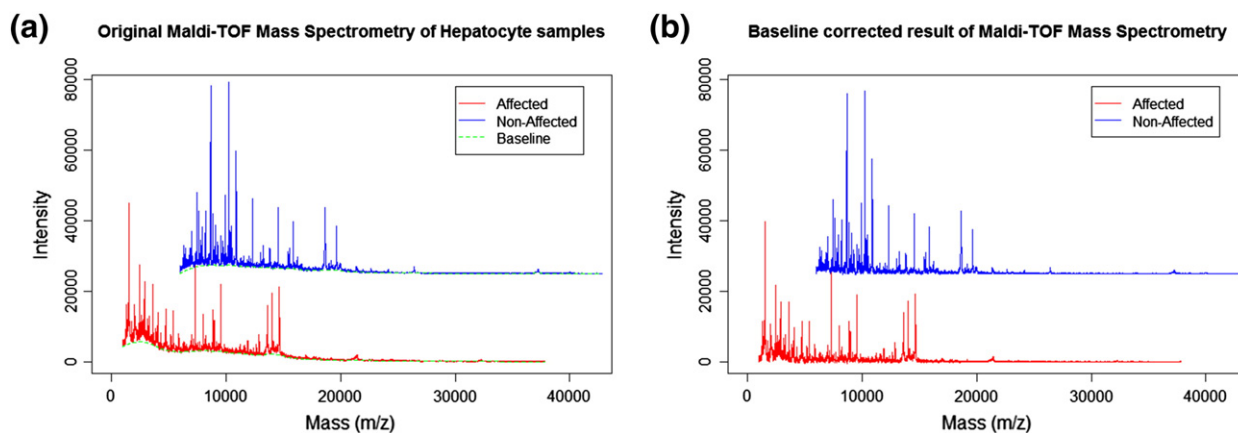 (a)
Original Maldi-TOF Mass Spectrometry of Hepatocyte samples
Intensity
80000
60000
40000
20000
0
Affected
Non-Affected
Baseline
0
10000
20000
30000
40000
Mass (m/z)
(b)
Baseline corrected result of Maldi-TOF Mass Spectrometry
Intensity
80000
60000
40000
20000
0
Affected
Non-Affected
0
10000
20000
30000
40000
Mass (m/z)